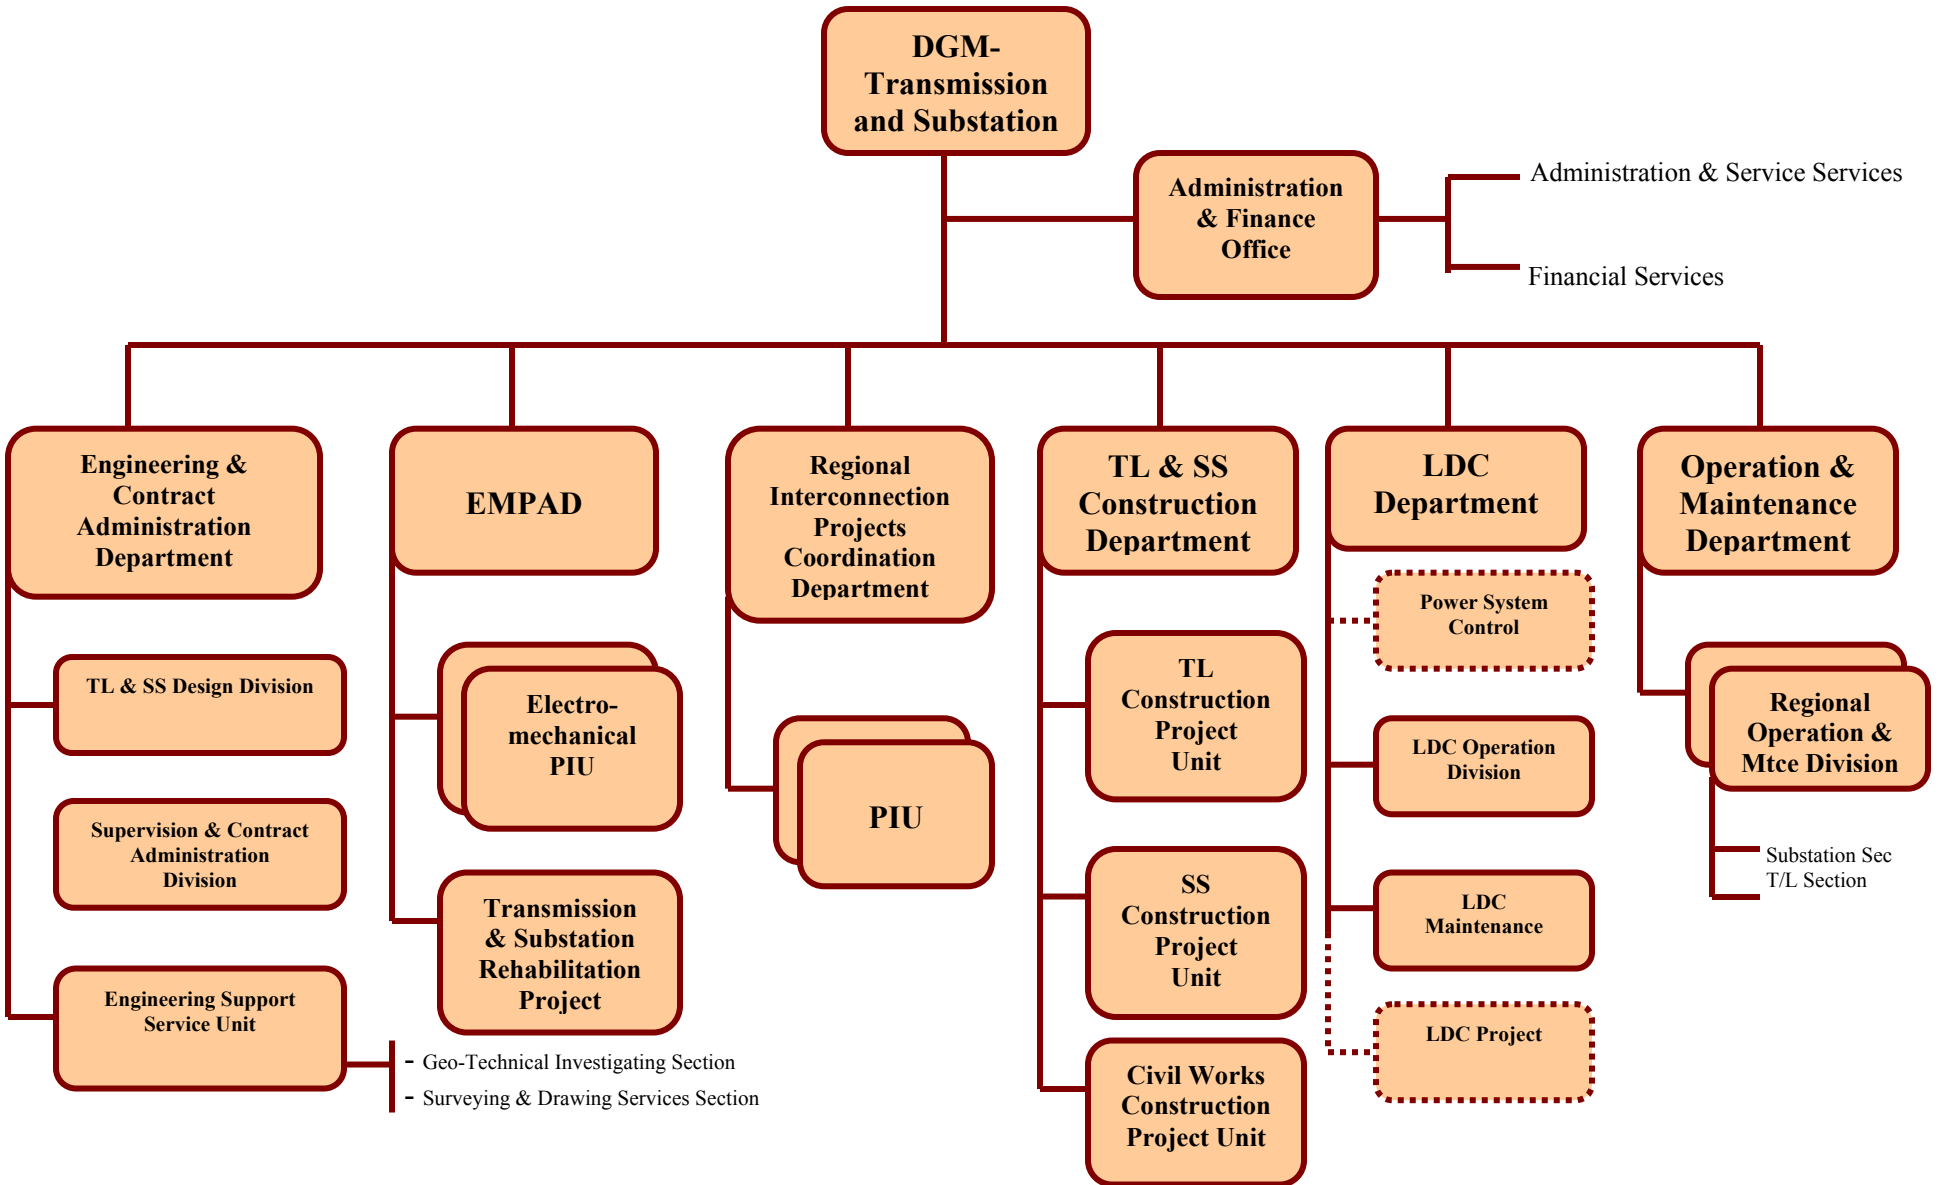 DGM-
Transmission
and Substation
Administration
& Finance
Office
Administration & Service Services
Financial Services
Engineering &
Contract
Administration
Department
EMPAD
Regional
Interconnection
Projects
Coordination
Department
TL & SS
Construction
Department
LDC
Department
Operation &
Maintenance
Department
TL & SS Design Division
Supervision & Contract
Administration
Division
Engineering Support
Service Unit
- Geo-Technical Investigating Section
- Surveying & Drawing Services Section
Electro-
mechanical
PIU
Transmission
& Substation
Rehabilitation
Project
PIU
TL
Construction
Project
Unit
SS
Construction
Project
Unit
Civil Works
Construction
Project Unit
Power System
Control
LDC Operation
Division
LDC
Maintenance
LDC Project
Regional
Operation &
Mtce Division
Substation Sec
T/L Section